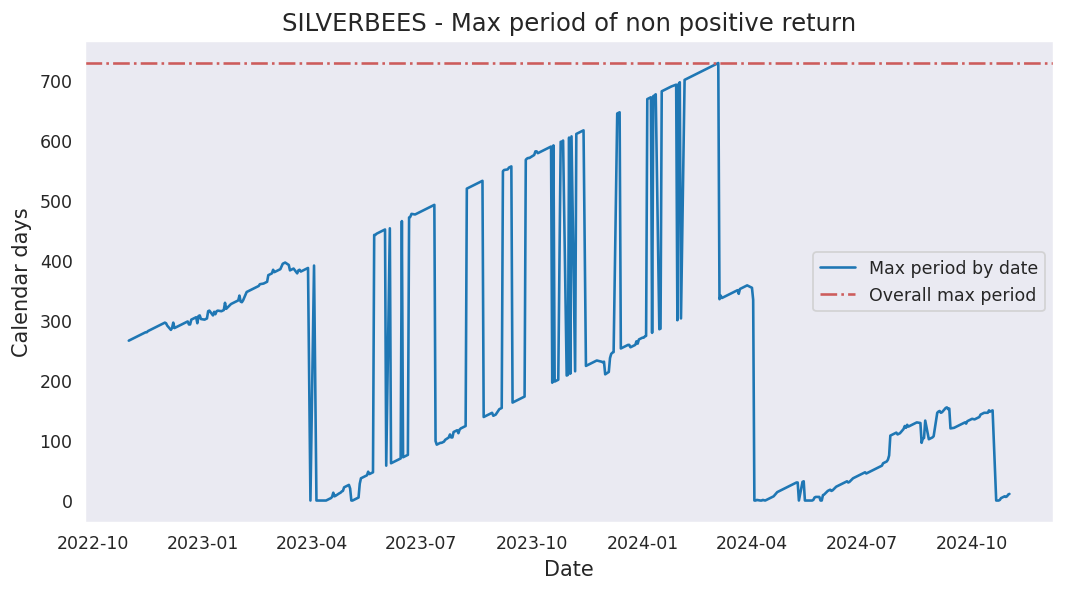 SILVERBEES - Max period of non positive return
Calendar days
700
600
500
400
300
200
100
0
Max period by date
Overall max period
2022-10 2023-01 2023-04 2023-07 2023-10 2024-01 2024-04 2024-07 2024-10
Date